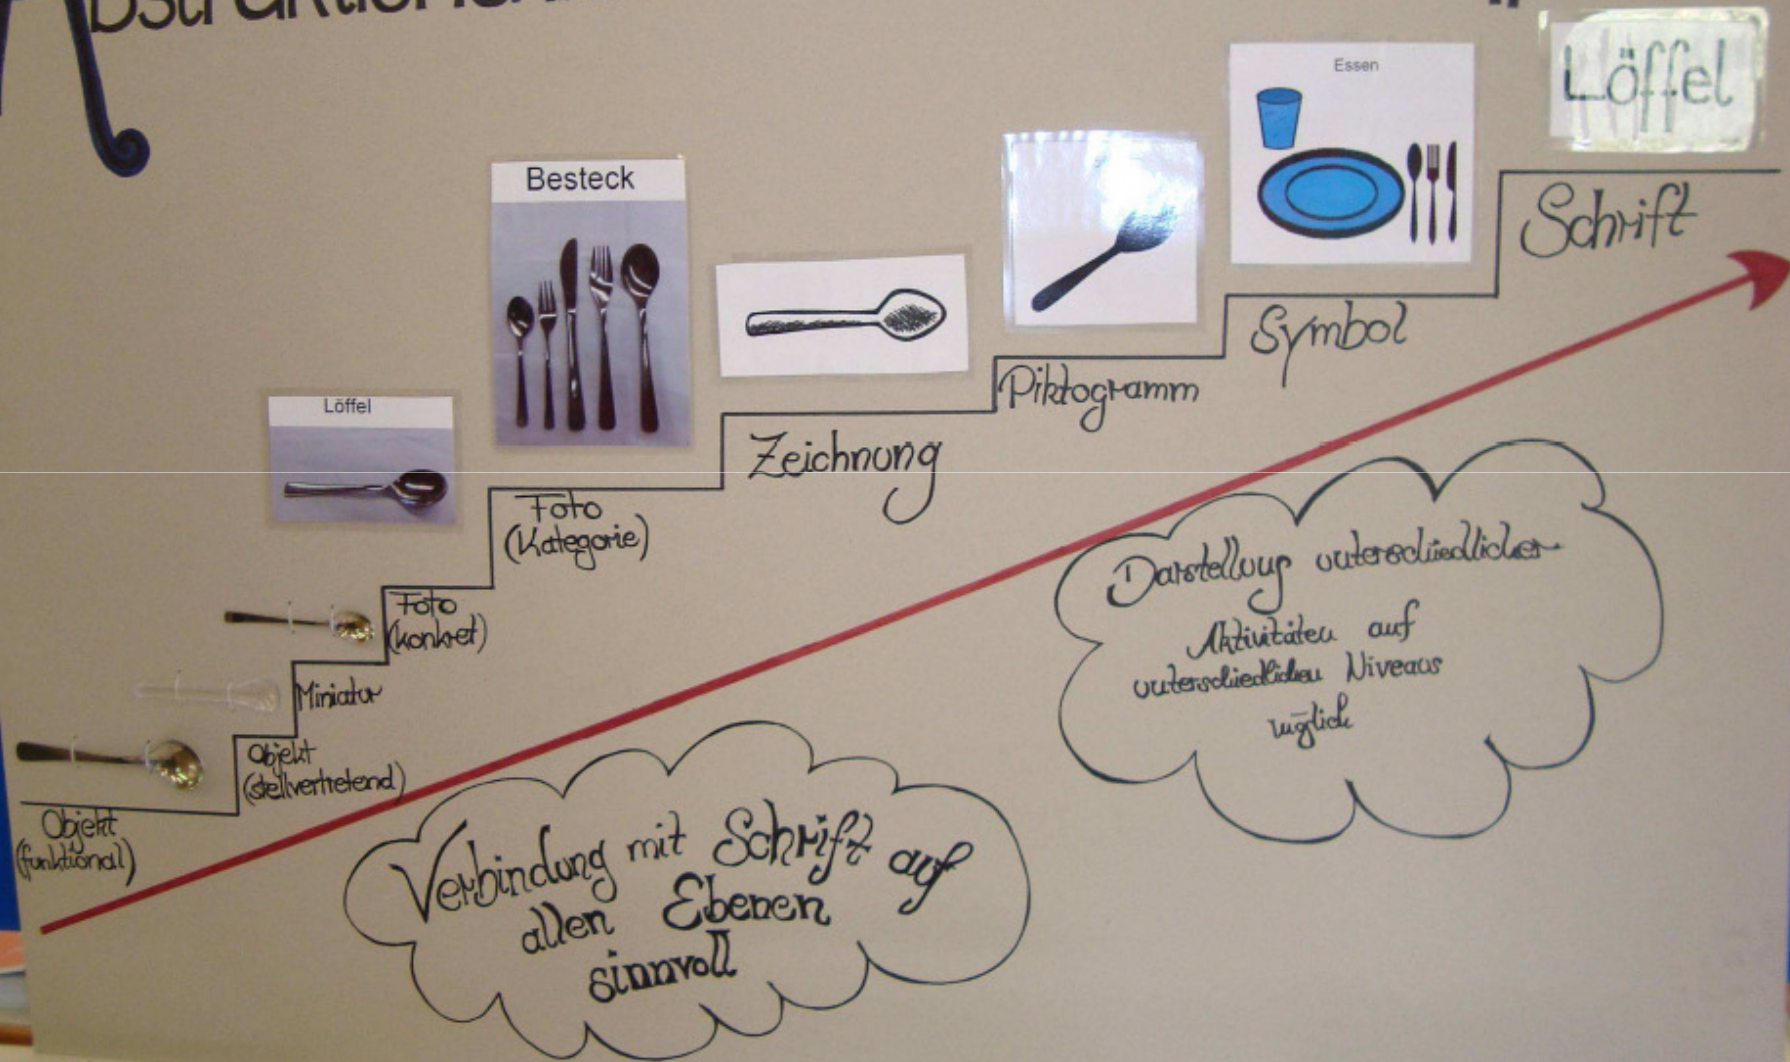 Löffel
Essen
Besteck
Löffel
Schrift
Symbol
Piktogramm
Zeichnung
Foto
(Kategorie)
Foto
(konkret)
Miniatur
Objekt
(stellvertretend)
Objekt
(funktional)
Darstellung unterschiedlicher
Aktivitäten auf
unterschiedlichen Niveaus
möglich
Verbindung mit Schrift auf
allen Ebenen
sinnvoll